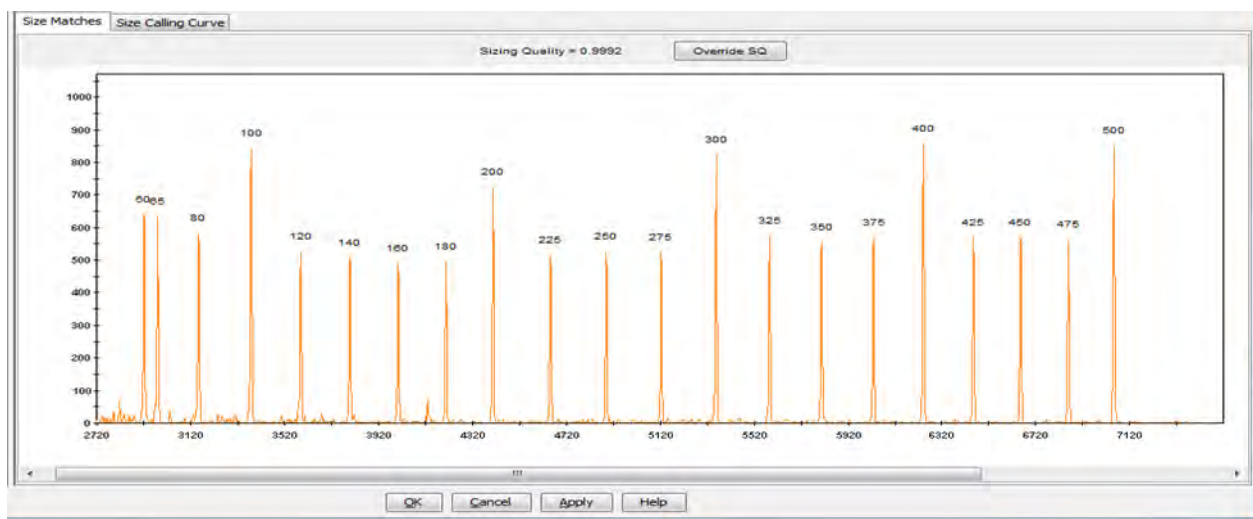 Size Matches Size Calling Curve
Sizing Quality = 0.9992 Override SQ
1000
900
800
700
600
500
400
300
200
100
0
60 65 80 100 120 140 160 180 200 225 250 275 300 325 350 375 400 425 450 475 500
2720 3120 3520 3920 4320 4720 5120 5520 5920 6320 6720 7120
OK Cancel Apply Help